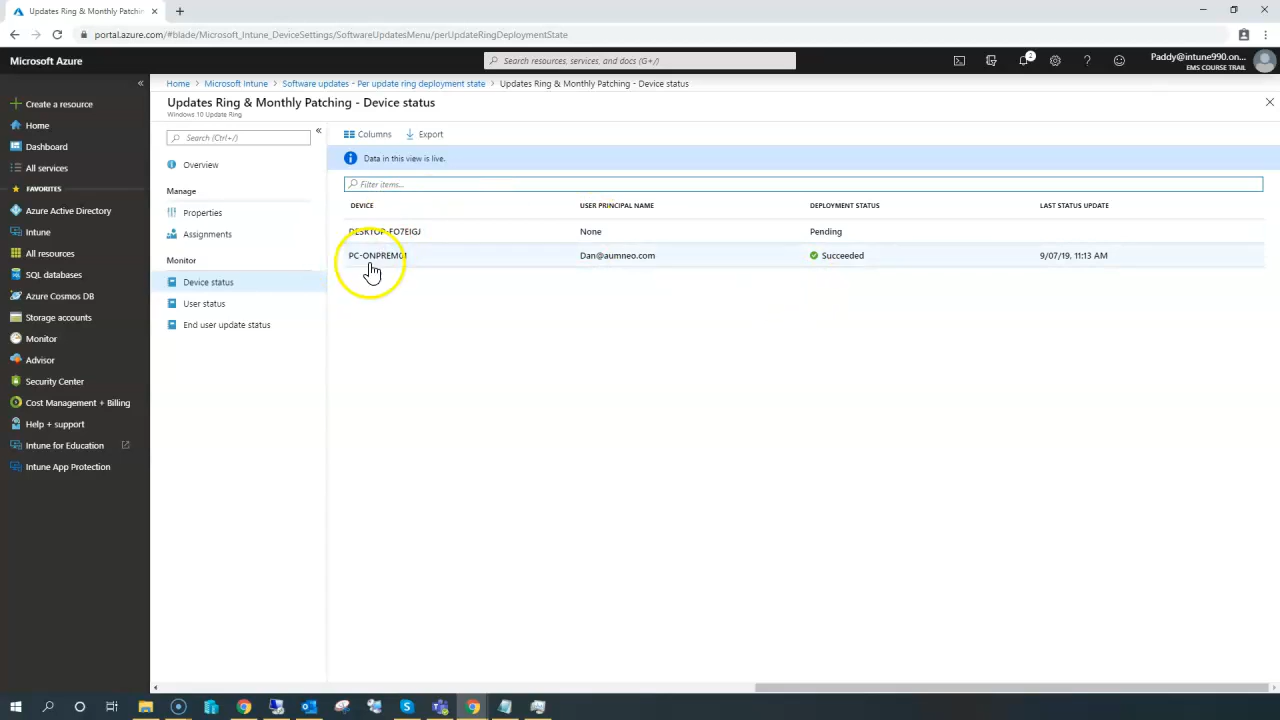 Updates Ring & Monthly Patchin
portal.azure.com/#blade/Microsoft_Intune_DeviceSettings/SoftwareUpdatesMenu/perUpdateRingDeploymentState
Microsoft Azure
Search resources, services, and docs (G+/)
2
Paddy@intune990.on...
EMS COURSE TRAIL
Home > Microsoft Intune > Software updates - Per update ring deployment state > Updates Ring & Monthly Patching - Device status
Updates Ring & Monthly Patching - Device status
Windows 10 Update Ring
Create a resource
Home
Dashboard
All services
FAVORITES
Azure Active Directory
Intune
All resources
SQL databases
Azure Cosmos DB
Storage accounts
Monitor
Advisor
Security Center
Cost Management + Billing
Help + support
Intune for Education
Intune App Protection
Search (Ctrl+/)
Overview
Manage
Properties
Assignments
Monitor
Device status
User status
End user update status
Columns Export
Data in this view is live.
Filter items...
DEVICE USER PRINCIPAL NAME DEPLOYMENT STATUS LAST STATUS UPDATE
DESKTOP-FO7EIGJ None Pending
PC-ONPREM01 Dan@aumneo.com Succeeded 9/07/19, 11:13 AM